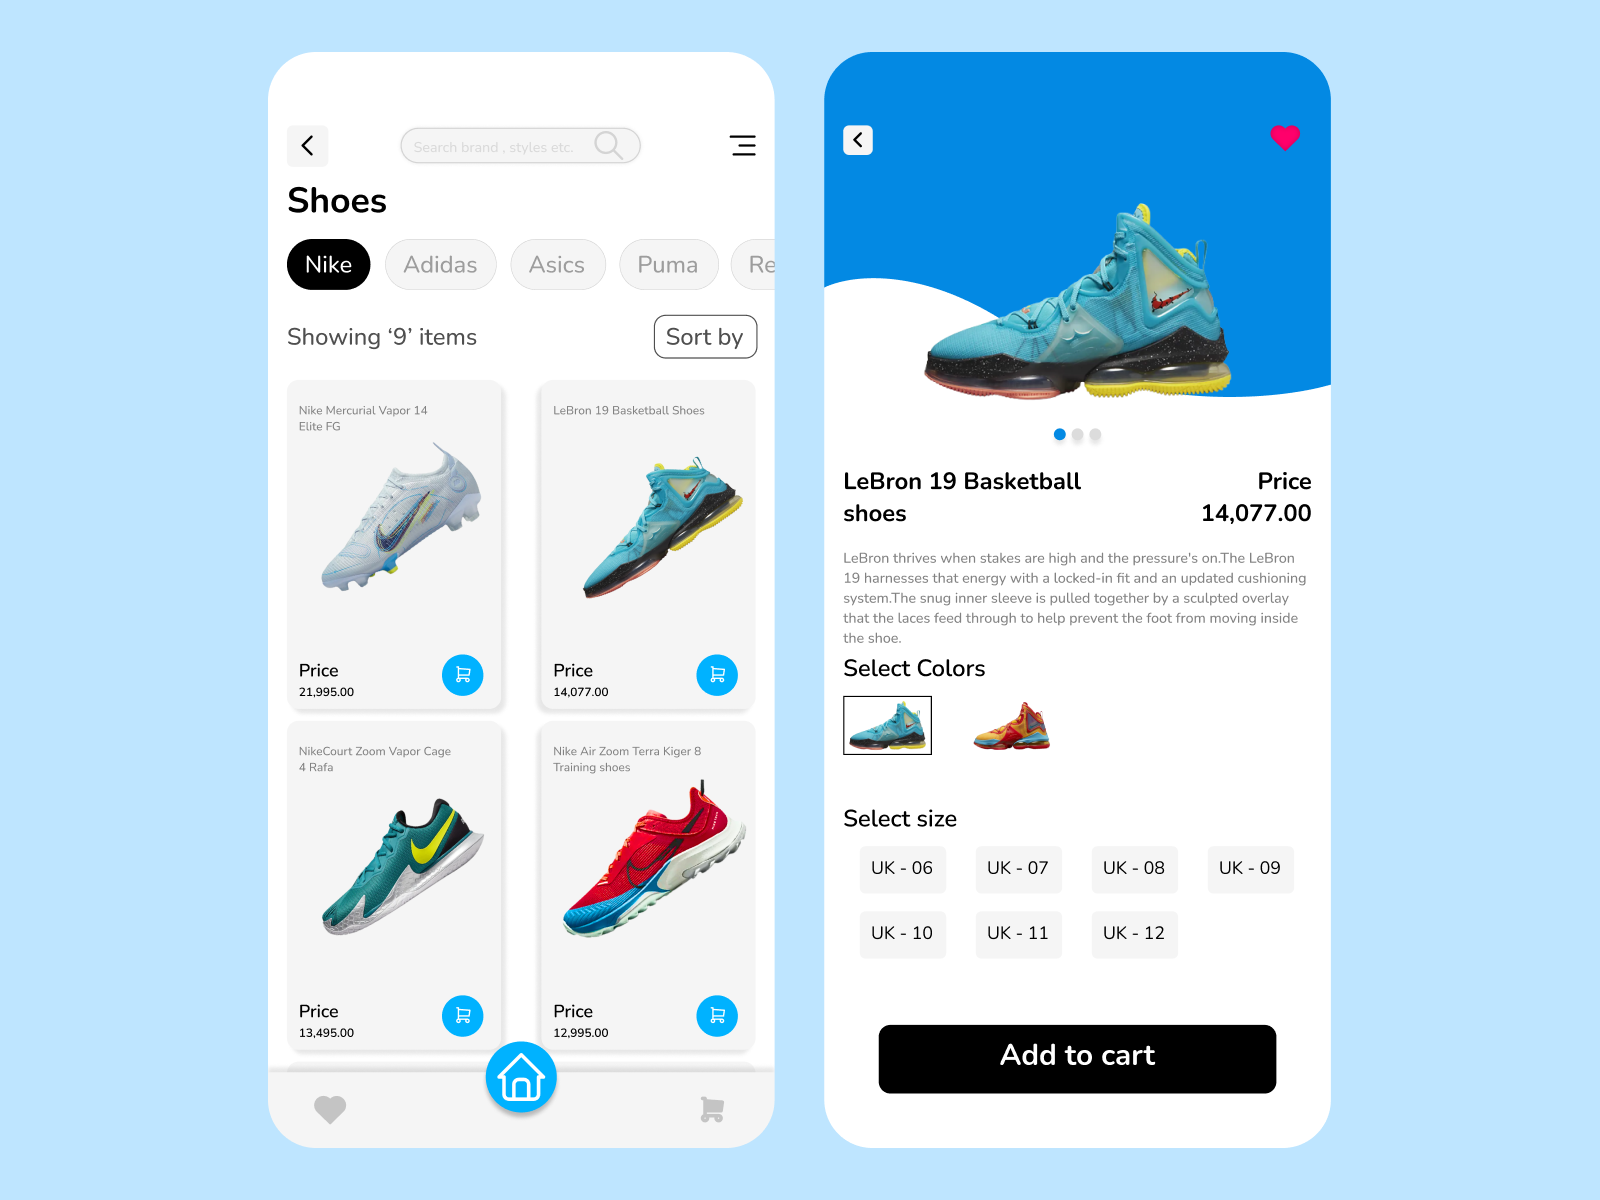 Search brand , styles etc.
Shoes
Nike
Adidas
Asics
Puma
Re
Showing ‘9’ items
Sort by
Nike Mercurial Vapor 14
Elite FG
Price
21,995.00
LeBron 19 Basketball Shoes
Price
14,077.00
NikeCourt Zoom Vapor Cage
4 Rafa
Price
13,495.00
Nike Air Zoom Terra Kiger 8
Training shoes
Price
12,995.00
LeBron 19 Basketball
shoes
Price
14,077.00
LeBron thrives when stakes are high and the pressure's on.The LeBron
19 harnesses that energy with a locked-in fit and an updated cushioning
system.The snug inner sleeve is pulled together by a sculpted overlay
that the laces feed through to help prevent the foot from moving inside
the shoe.
Select Colors
Select size
UK - 06
UK - 07
UK - 08
UK - 09
UK - 10
UK - 11
UK - 12
Add to cart